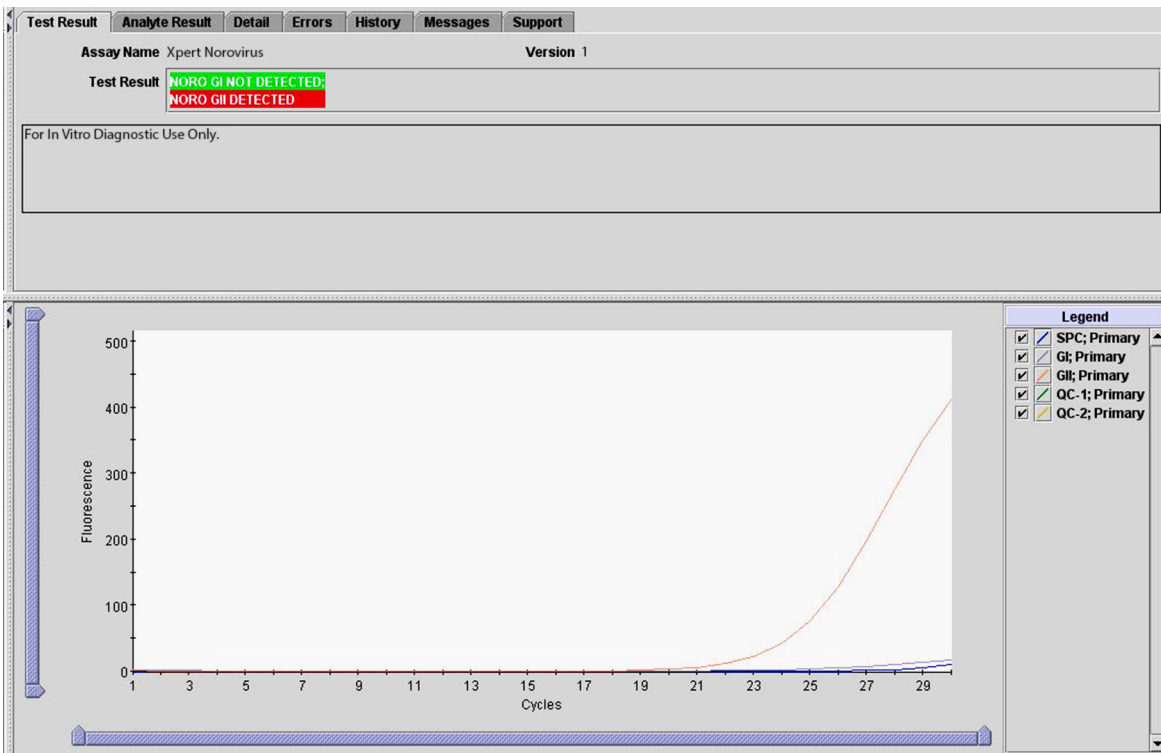 Test Result Analyte Result Detail Errors History Messages Support
Assay Name Xpert Norovirus Version 1
Test Result NORO GI NOT DETECTED;
NORO GII DETECTED
For In Vitro Diagnostic Use Only.
Legend
SPC; Primary
GI; Primary
GII; Primary
QC-1; Primary
QC-2; Primary
500
400
300
200
100
0
Fluorescence
1 3 5 7 9 11 13 15 17 19 21 23 25 27 29
Cycles